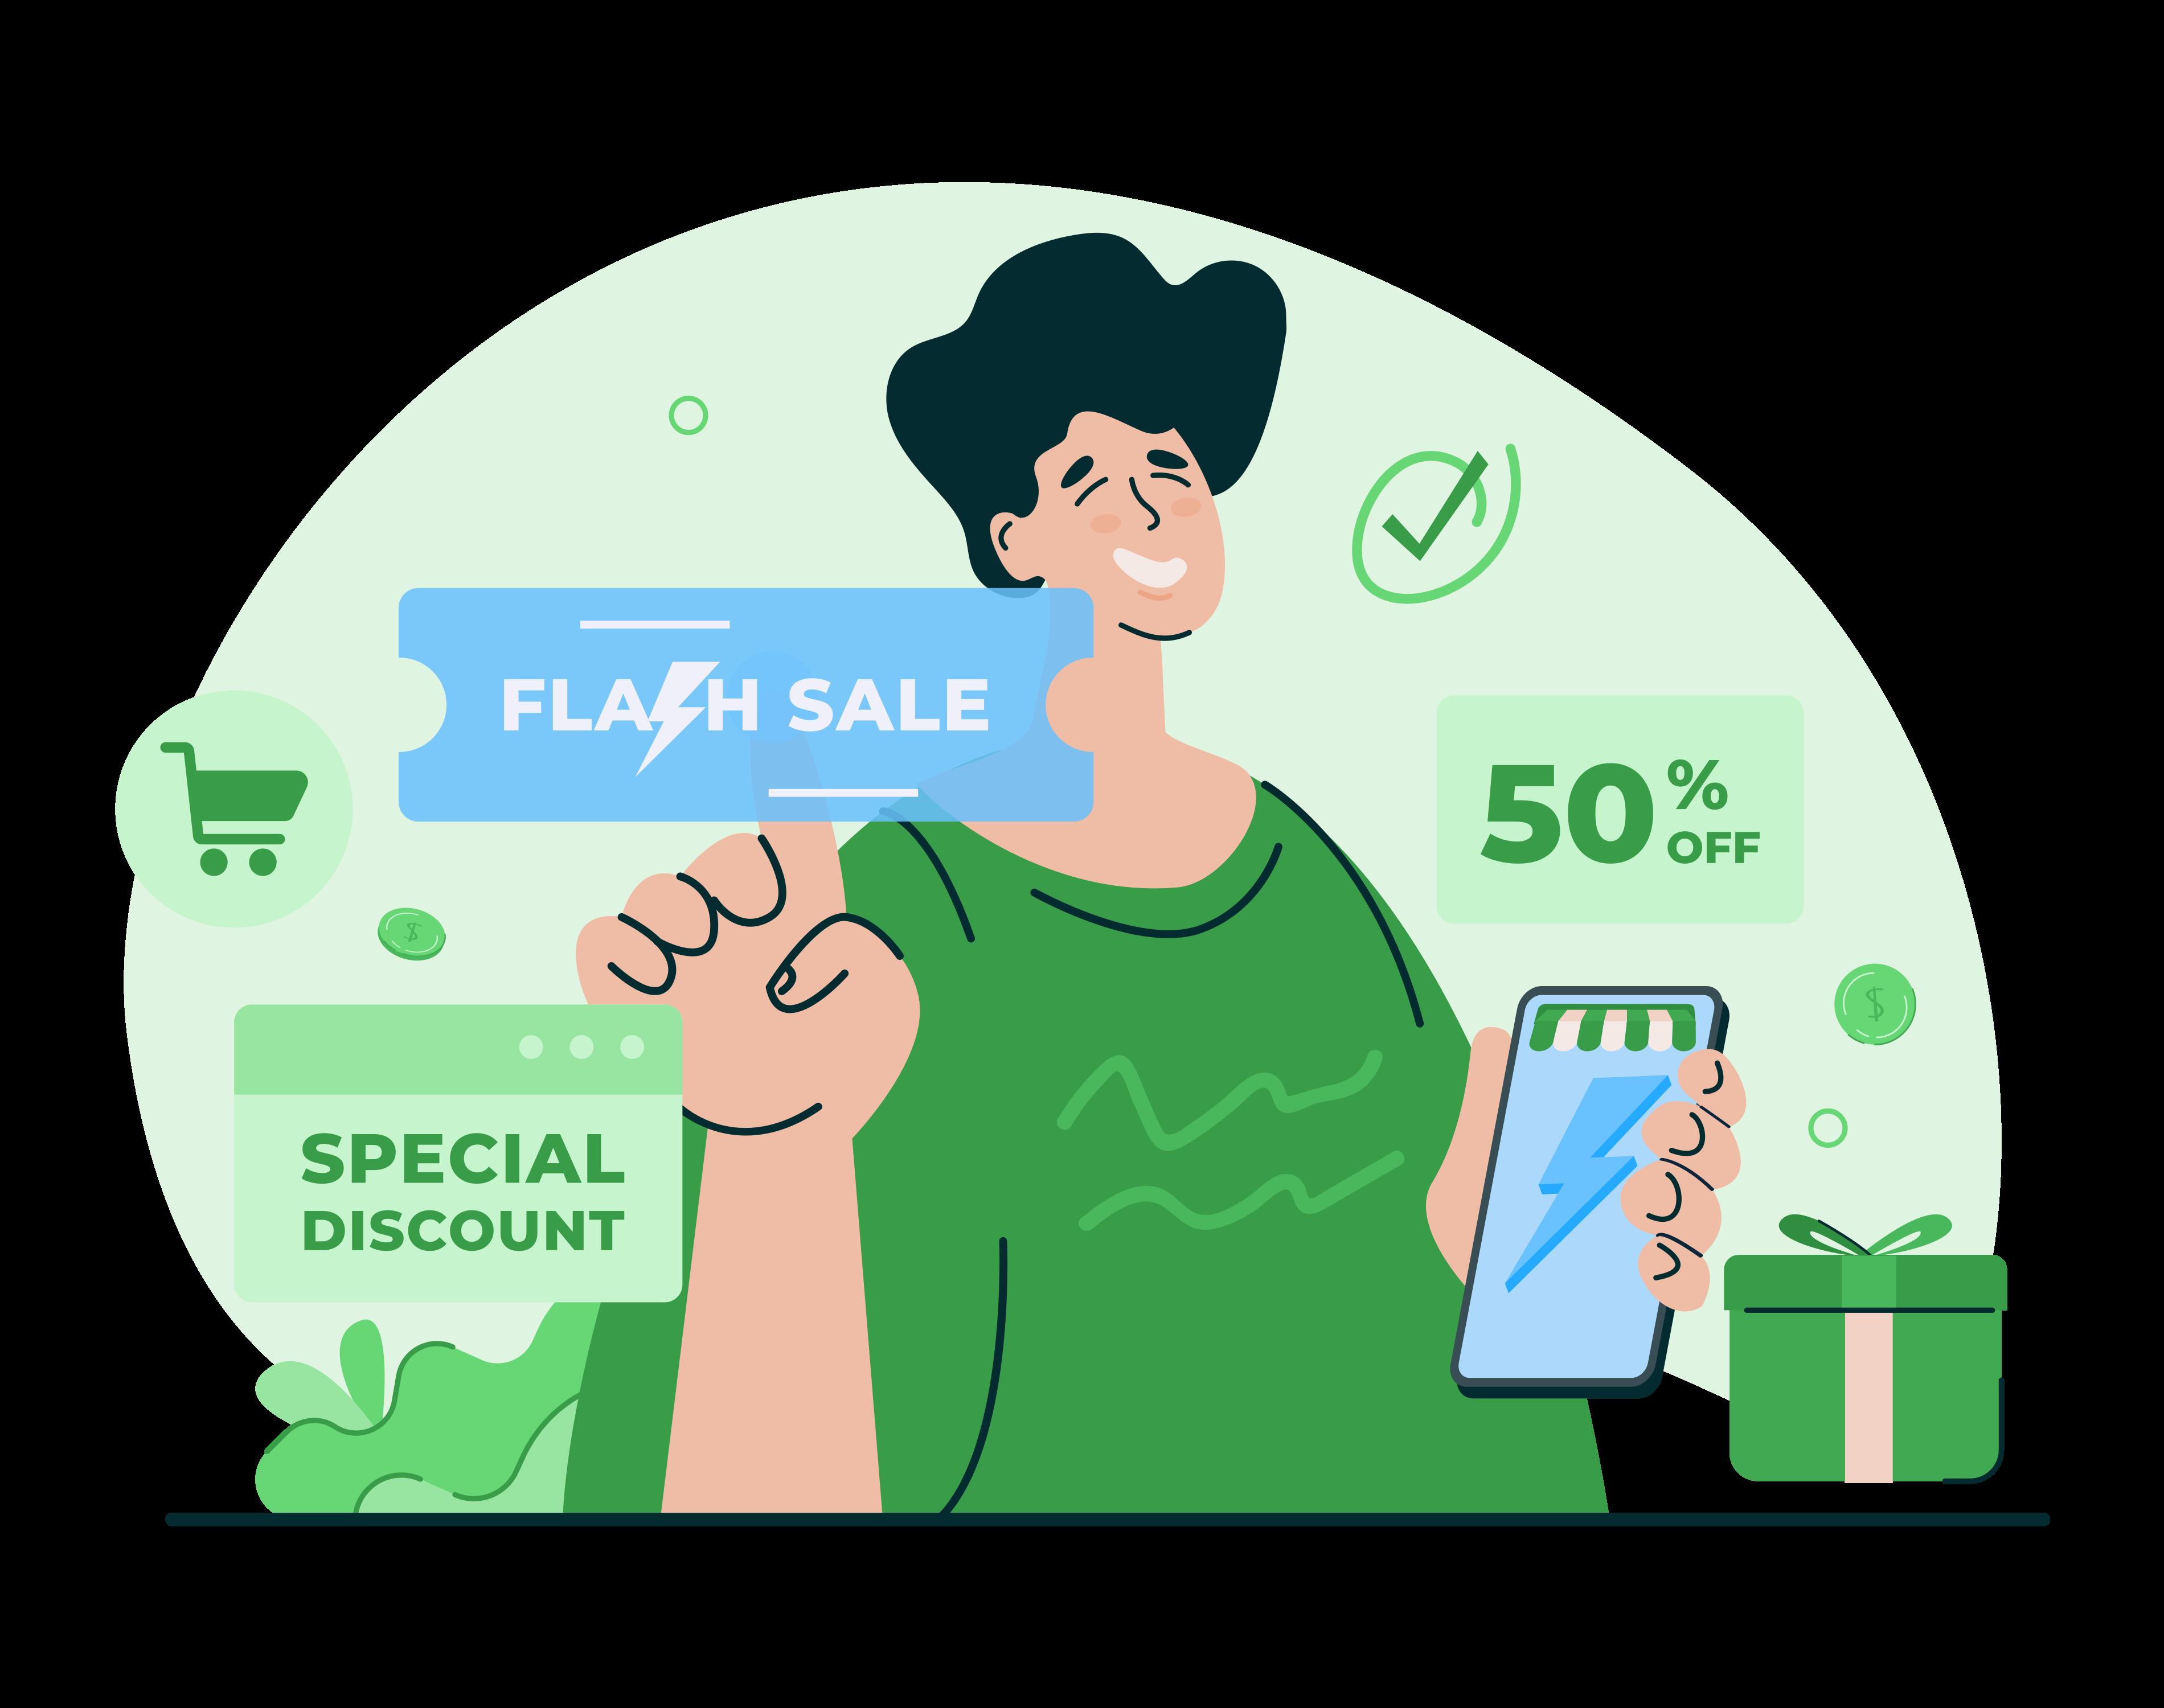 FLASH SALE
50%
OFF
$
$
SPECIAL
DISCOUNT